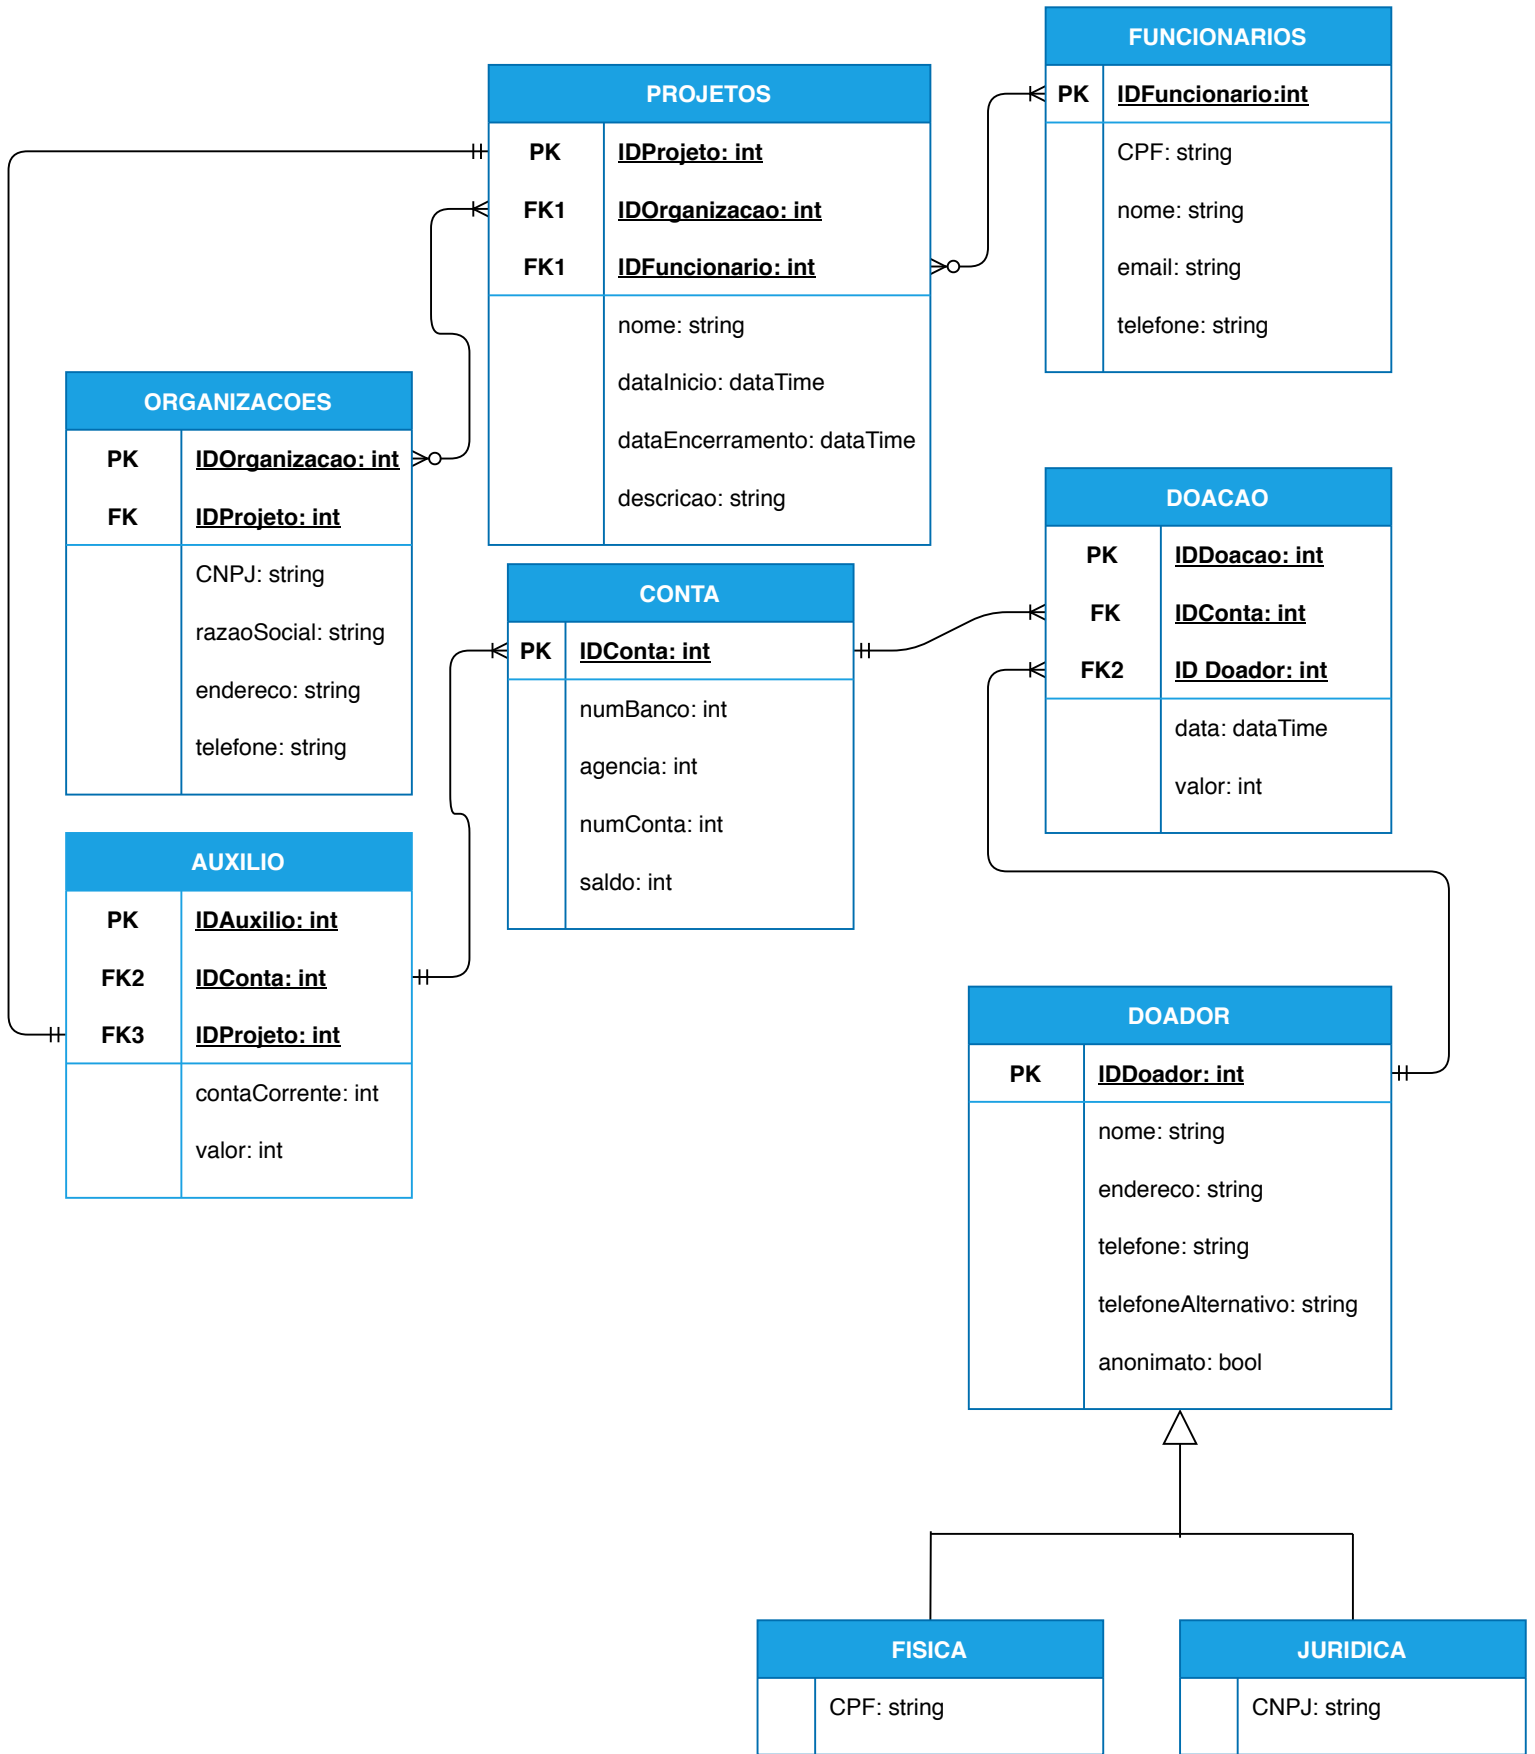 FUNCIONARIOS
PK IDFuncionario:int
CPF: string
nome: string
email: string
telefone: string
PROJETOS
PK IDProjeto: int
FK1 IDOrganizacao: int
FK1 IDFuncionario: int
nome: string
dataInicio: dataTime
dataEncerramento: dataTime
descricao: string
ORGANIZACOES
PK IDOrganizacao: int
FK IDProjeto: int
CNPJ: string
razaoSocial: string
endereco: string
telefone: string
DOACAO
PK IDDoacao: int
FK IDConta: int
FK2 ID Doador: int
data: dataTime
valor: int
CONTA
PK IDConta: int
numBanco: int
agencia: int
numConta: int
saldo: int
AUXILIO
PK IDAuxilio: int
FK2 IDConta: int
FK3 IDProjeto: int
contaCorrente: int
valor: int
DOADOR
PK IDDoador: int
nome: string
endereco: string
telefone: string
telefoneAlternativo: string
anonimato: bool
FISICA
CPF: string
JURIDICA
CNPJ: string